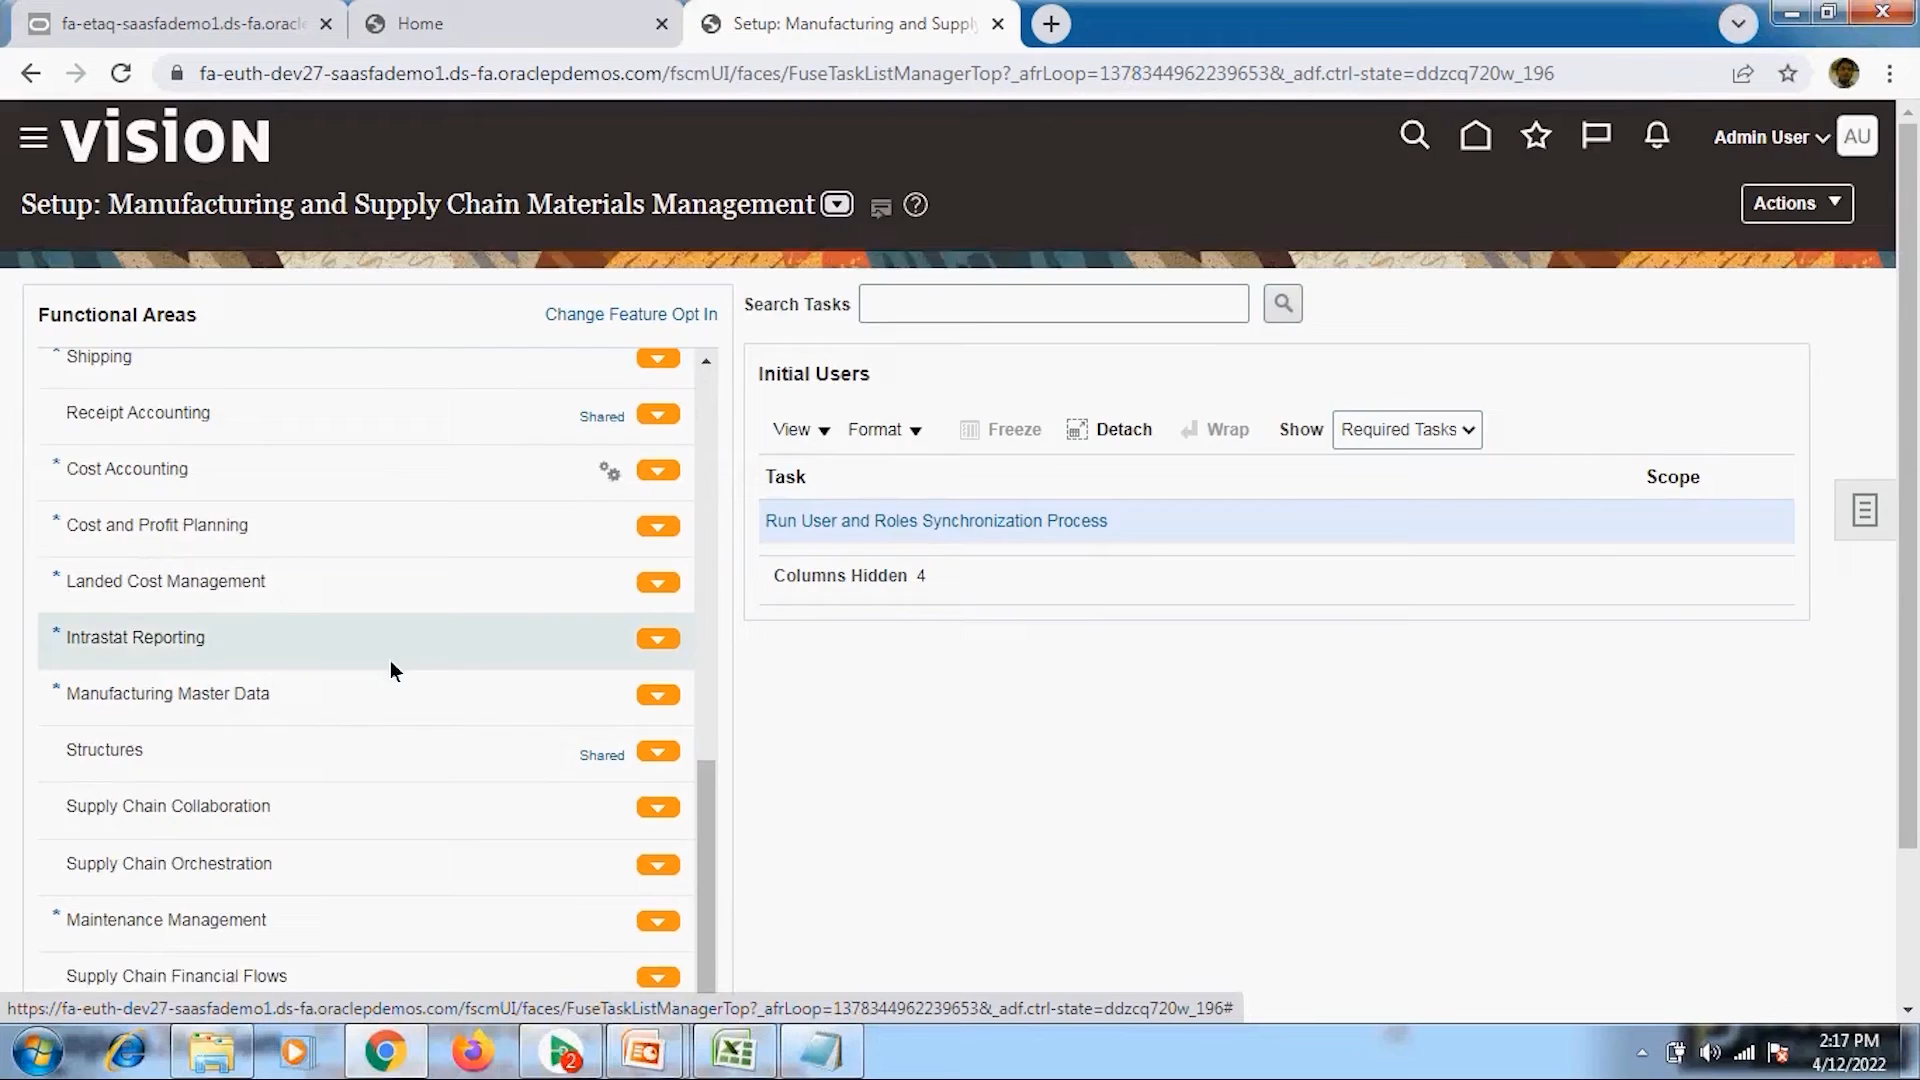 fa-etaq-saasfademo1.ds-fa.oracle
Home
Setup: Manufacturing and Supply
fa-euth-dev27-saasfademo1.ds-fa.oraclepdemos.com/fscmUI/faces/FuseTaskListManagerTop?_afrLoop=1378344962239653&_adf.ctrl-state=ddzcq720w_196
VISION
Admin User AU
Setup: Manufacturing and Supply Chain Materials Management
Actions
Functional Areas Change Feature Opt In
* Shipping
Receipt Accounting Shared
* Cost Accounting
* Cost and Profit Planning
* Landed Cost Management
* Intrastat Reporting
* Manufacturing Master Data
Structures Shared
Supply Chain Collaboration
Supply Chain Orchestration
* Maintenance Management
Supply Chain Financial Flows
Search Tasks
Initial Users
View Format Freeze Detach Wrap Show Required Tasks
Task Scope
Run User and Roles Synchronization Process
Columns Hidden 4
https://fa-euth-dev27-saasfademo1.ds-fa.oraclepdemos.com/fscmUI/faces/FuseTaskListManagerTop?_afrLoop=1378344962239653&_adf.ctrl-state=ddzcq720w_196#
2
2:17 PM
4/12/2022